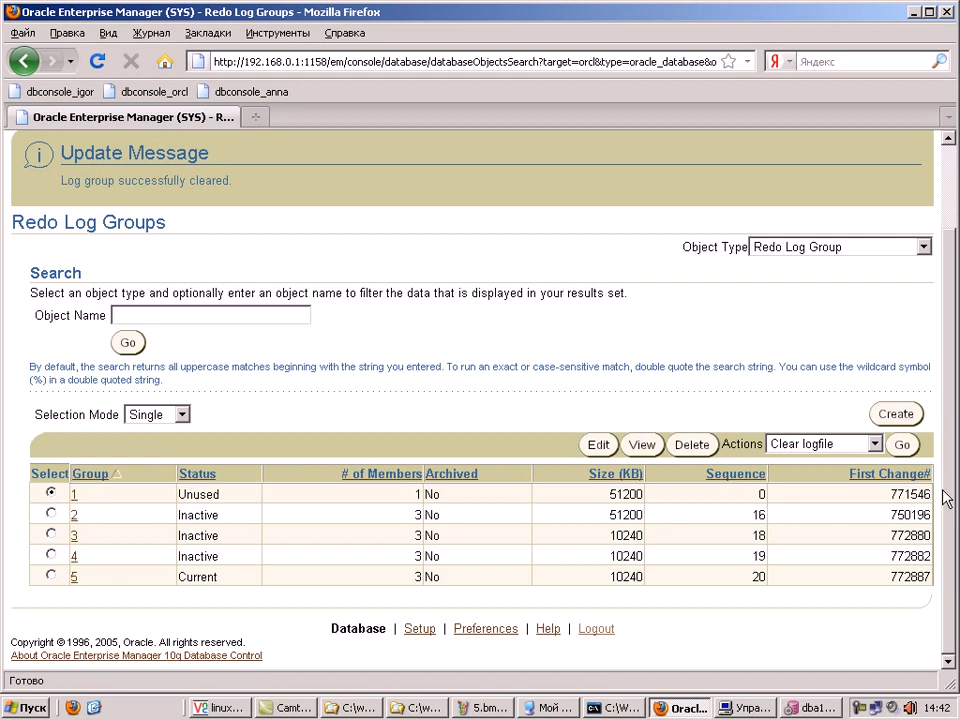 Oracle Enterprise Manager (SYS) - Redo Log Groups - Mozilla Firefox
Файл Правка Вид Журнал Закладки Инструменты Справка
http://192.168.0.1:1158/em/console/database/databaseObjectsSearch?target=orcl&type=oracle_database&o
Яндекс
dbconsole_igor dbconsole_orcl dbconsole_anna
Oracle Enterprise Manager (SYS) - R...
Update Message
Log group successfully cleared.
Redo Log Groups
Object Type Redo Log Group
Search
Select an object type and optionally enter an object name to filter the data that is displayed in your results set.
Object Name
Go
By default, the search returns all uppercase matches beginning with the string you entered. To run an exact or case-sensitive match, double quote the search string. You can use the wildcard symbol
(%) in a double quoted string.
Selection Mode Single
Create
Edit View Delete Actions Clear logfile Go
Select Group Status # of Members Archived Size (KB) Sequence First Change#
1 Unused 1 No 51200 0 771546
2 Inactive 3 No 51200 16 750196
3 Inactive 3 No 10240 18 772880
4 Inactive 3 No 10240 19 772882
5 Current 3 No 10240 20 772887
Database | Setup | Preferences | Help | Logout
Copyright © 1996, 2005, Oracle. All rights reserved.
About Oracle Enterprise Manager 10g Database Control
Готово
Пуск linux... Camt... C:\w... C:\w... 5.bm... Мой ... C:\W... Oracl... Упра... dba1... 14:42